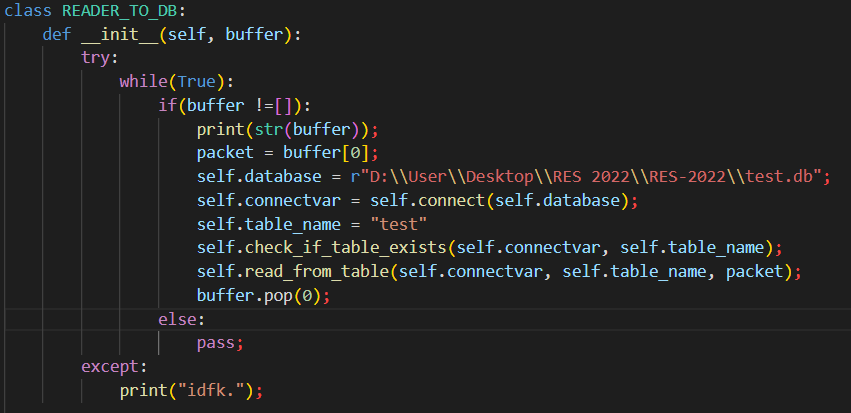 class READER_TO_DB:
    def __init__(self, buffer):
        try:
            while(True):
                if(buffer !=[]):
                    print(str(buffer));
                    packet = buffer[0];
                    self.database = r"D:\\User\\Desktop\\RES 2022\\RES-2022\\test.db";
                    self.connectvar = self.connect(self.database);
                    self.table_name = "test"
                    self.check_if_table_exists(self.connectvar, self.table_name);
                    self.read_from_table(self.connectvar, self.table_name, packet);
                    buffer.pop(0);
                else:
                    pass;
        except:
            print("idfk.");